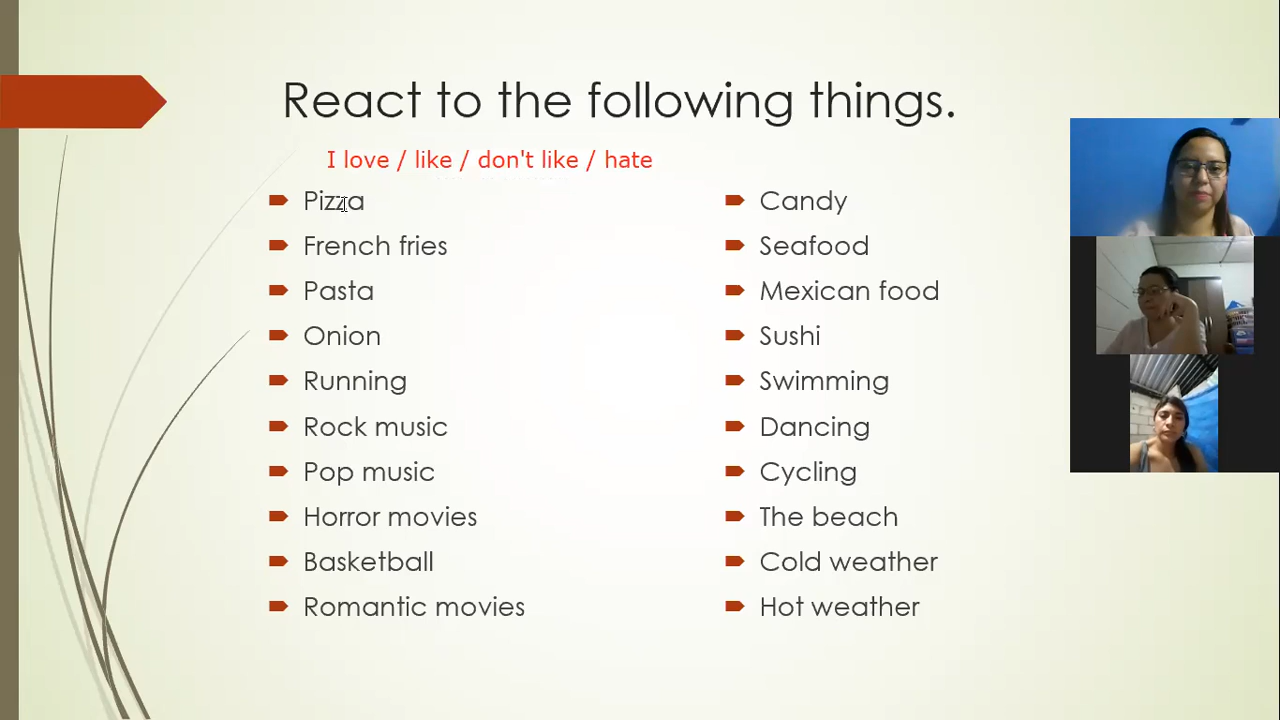 React to the following things.
I love / like / don't like / hate
Pizza
French fries
Pasta
Onion
Running
Rock music
Pop music
Horror movies
Basketball
Romantic movies
Candy
Seafood
Mexican food
Sushi
Swimming
Dancing
Cycling
The beach
Cold weather
Hot weather